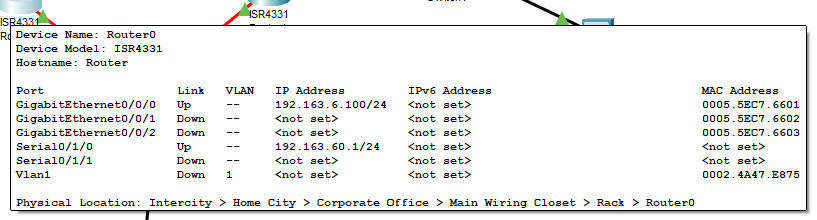 ISR4331
ISR4331
Device Name: Router0
Device Model: ISR4331
Hostname: Router
Port Link VLAN IP Address IPv6 Address MAC Address
GigabitEthernet0/0/0 Up -- 192.163.6.100/24 <not set> 0005.5EC7.6601
GigabitEthernet0/0/1 Down -- <not set> <not set> 0005.5EC7.6602
GigabitEthernet0/0/2 Down -- <not set> <not set> 0005.5EC7.6603
Serial0/1/0 Up -- 192.163.60.1/24 <not set> <not set>
Serial0/1/1 Down -- <not set> <not set> <not set>
Vlan1 Down 1 <not set> <not set> 0002.4A47.E875
Physical Location: Intercity > Home City > Corporate Office > Main Wiring Closet > Rack > Router0